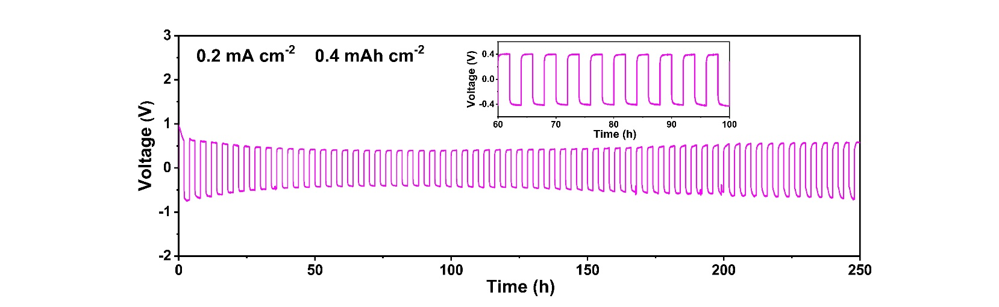 3
2
1
0
-1
-2
Voltage (V)
0.2 mA cm⁻² 0.4 mAh cm⁻²
0.4
0.0
-0.4
Voltage (V)
60 70 80 90 100
Time (h)
0 50 100 150 200 250
Time (h)